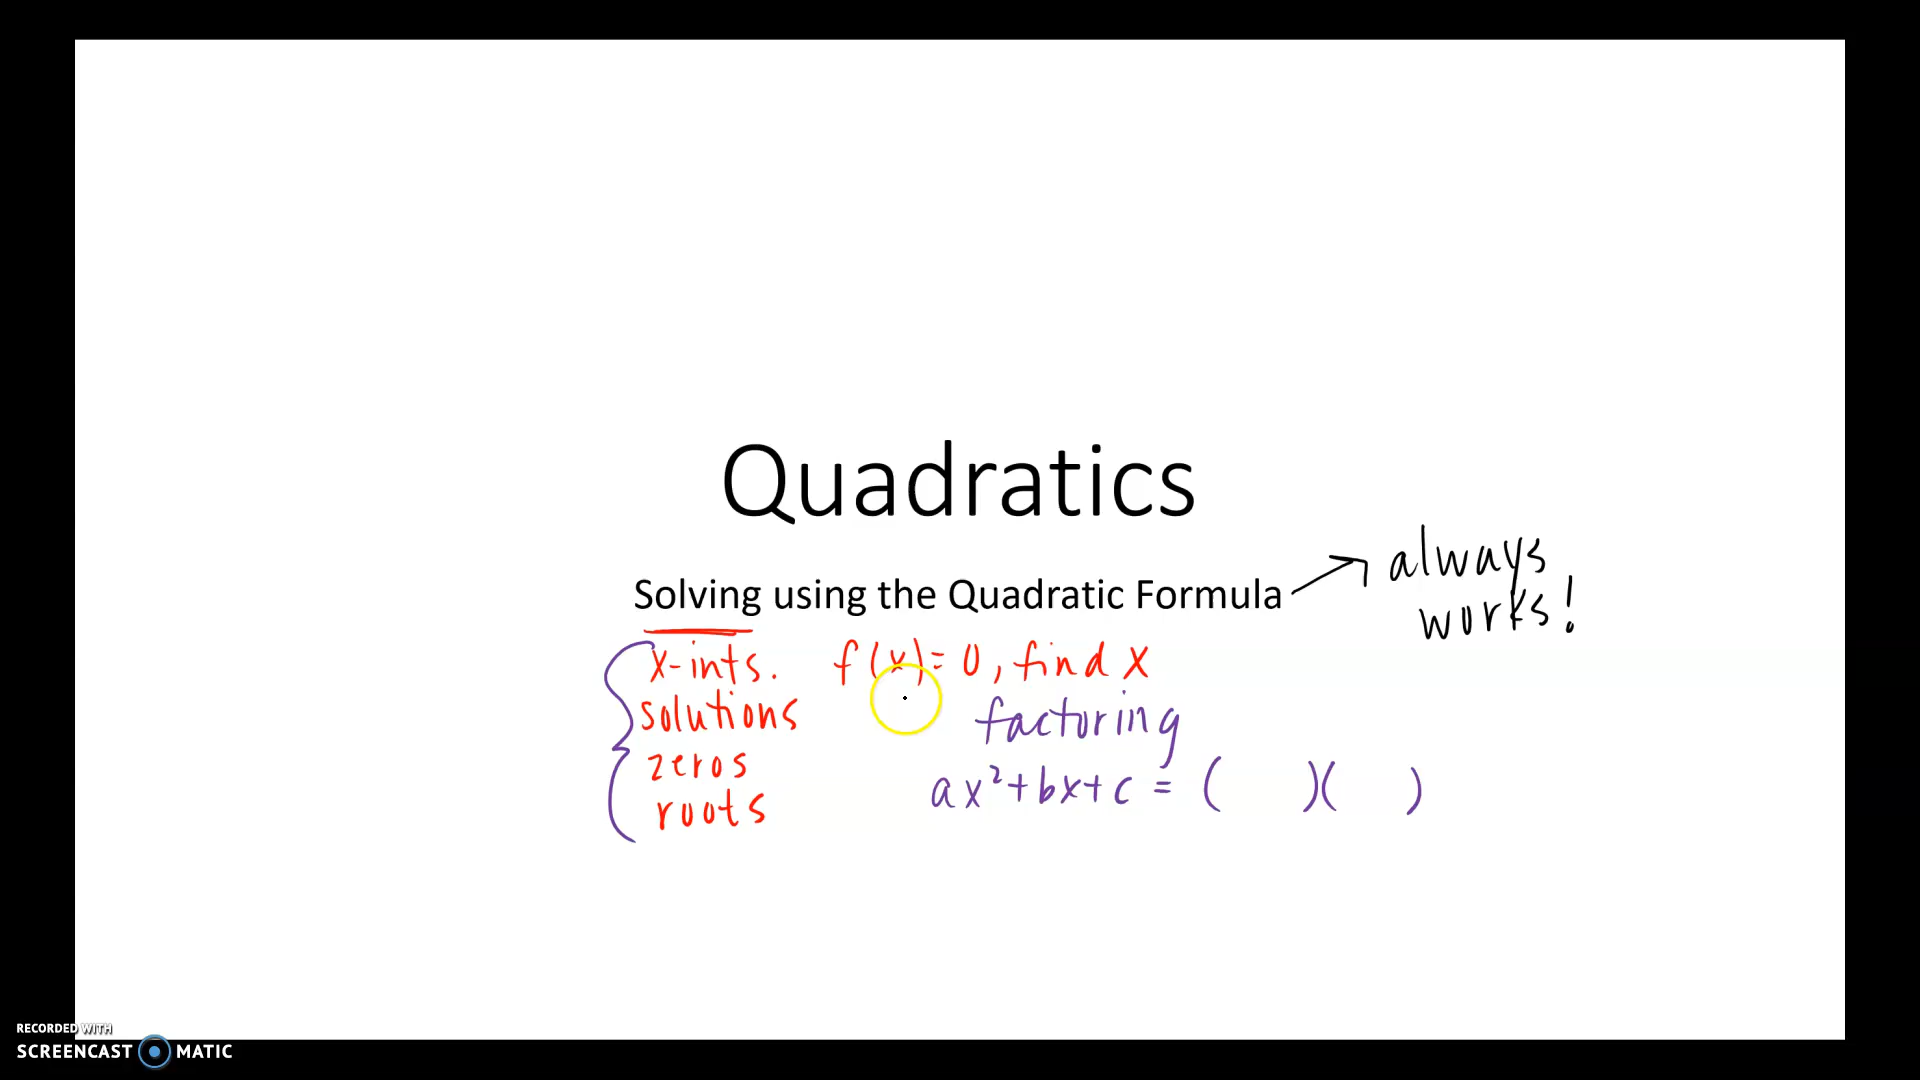 Quadratics
Solving using the Quadratic Formula
always
works!
x-ints. f(x)=0, find x
solutions
factoring
zeros
ax²+bx+c = ( )( )
roots
RECORDED WITH
SCREENCAST MATIC